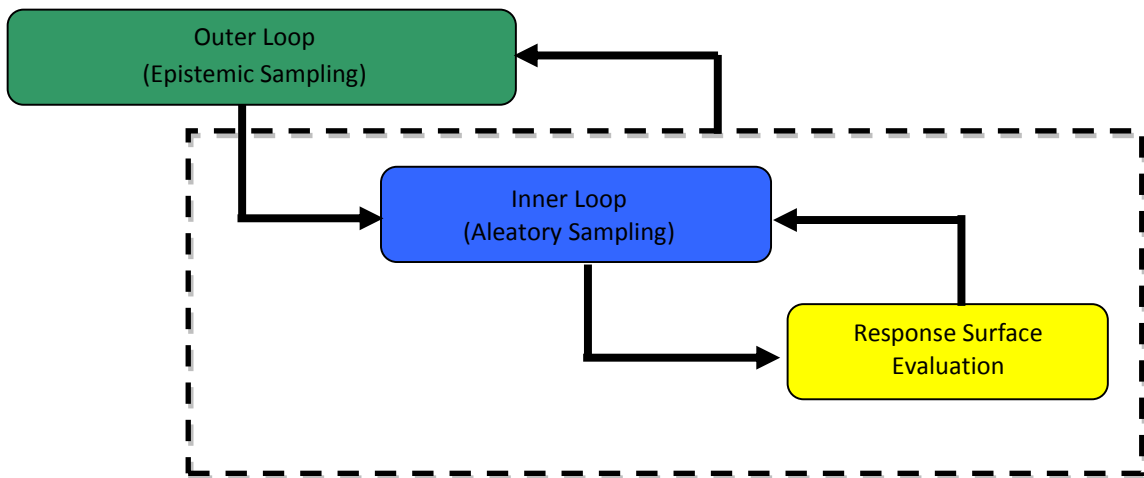 Outer Loop
(Epistemic Sampling)
Inner Loop
(Aleatory Sampling)
Response Surface
Evaluation